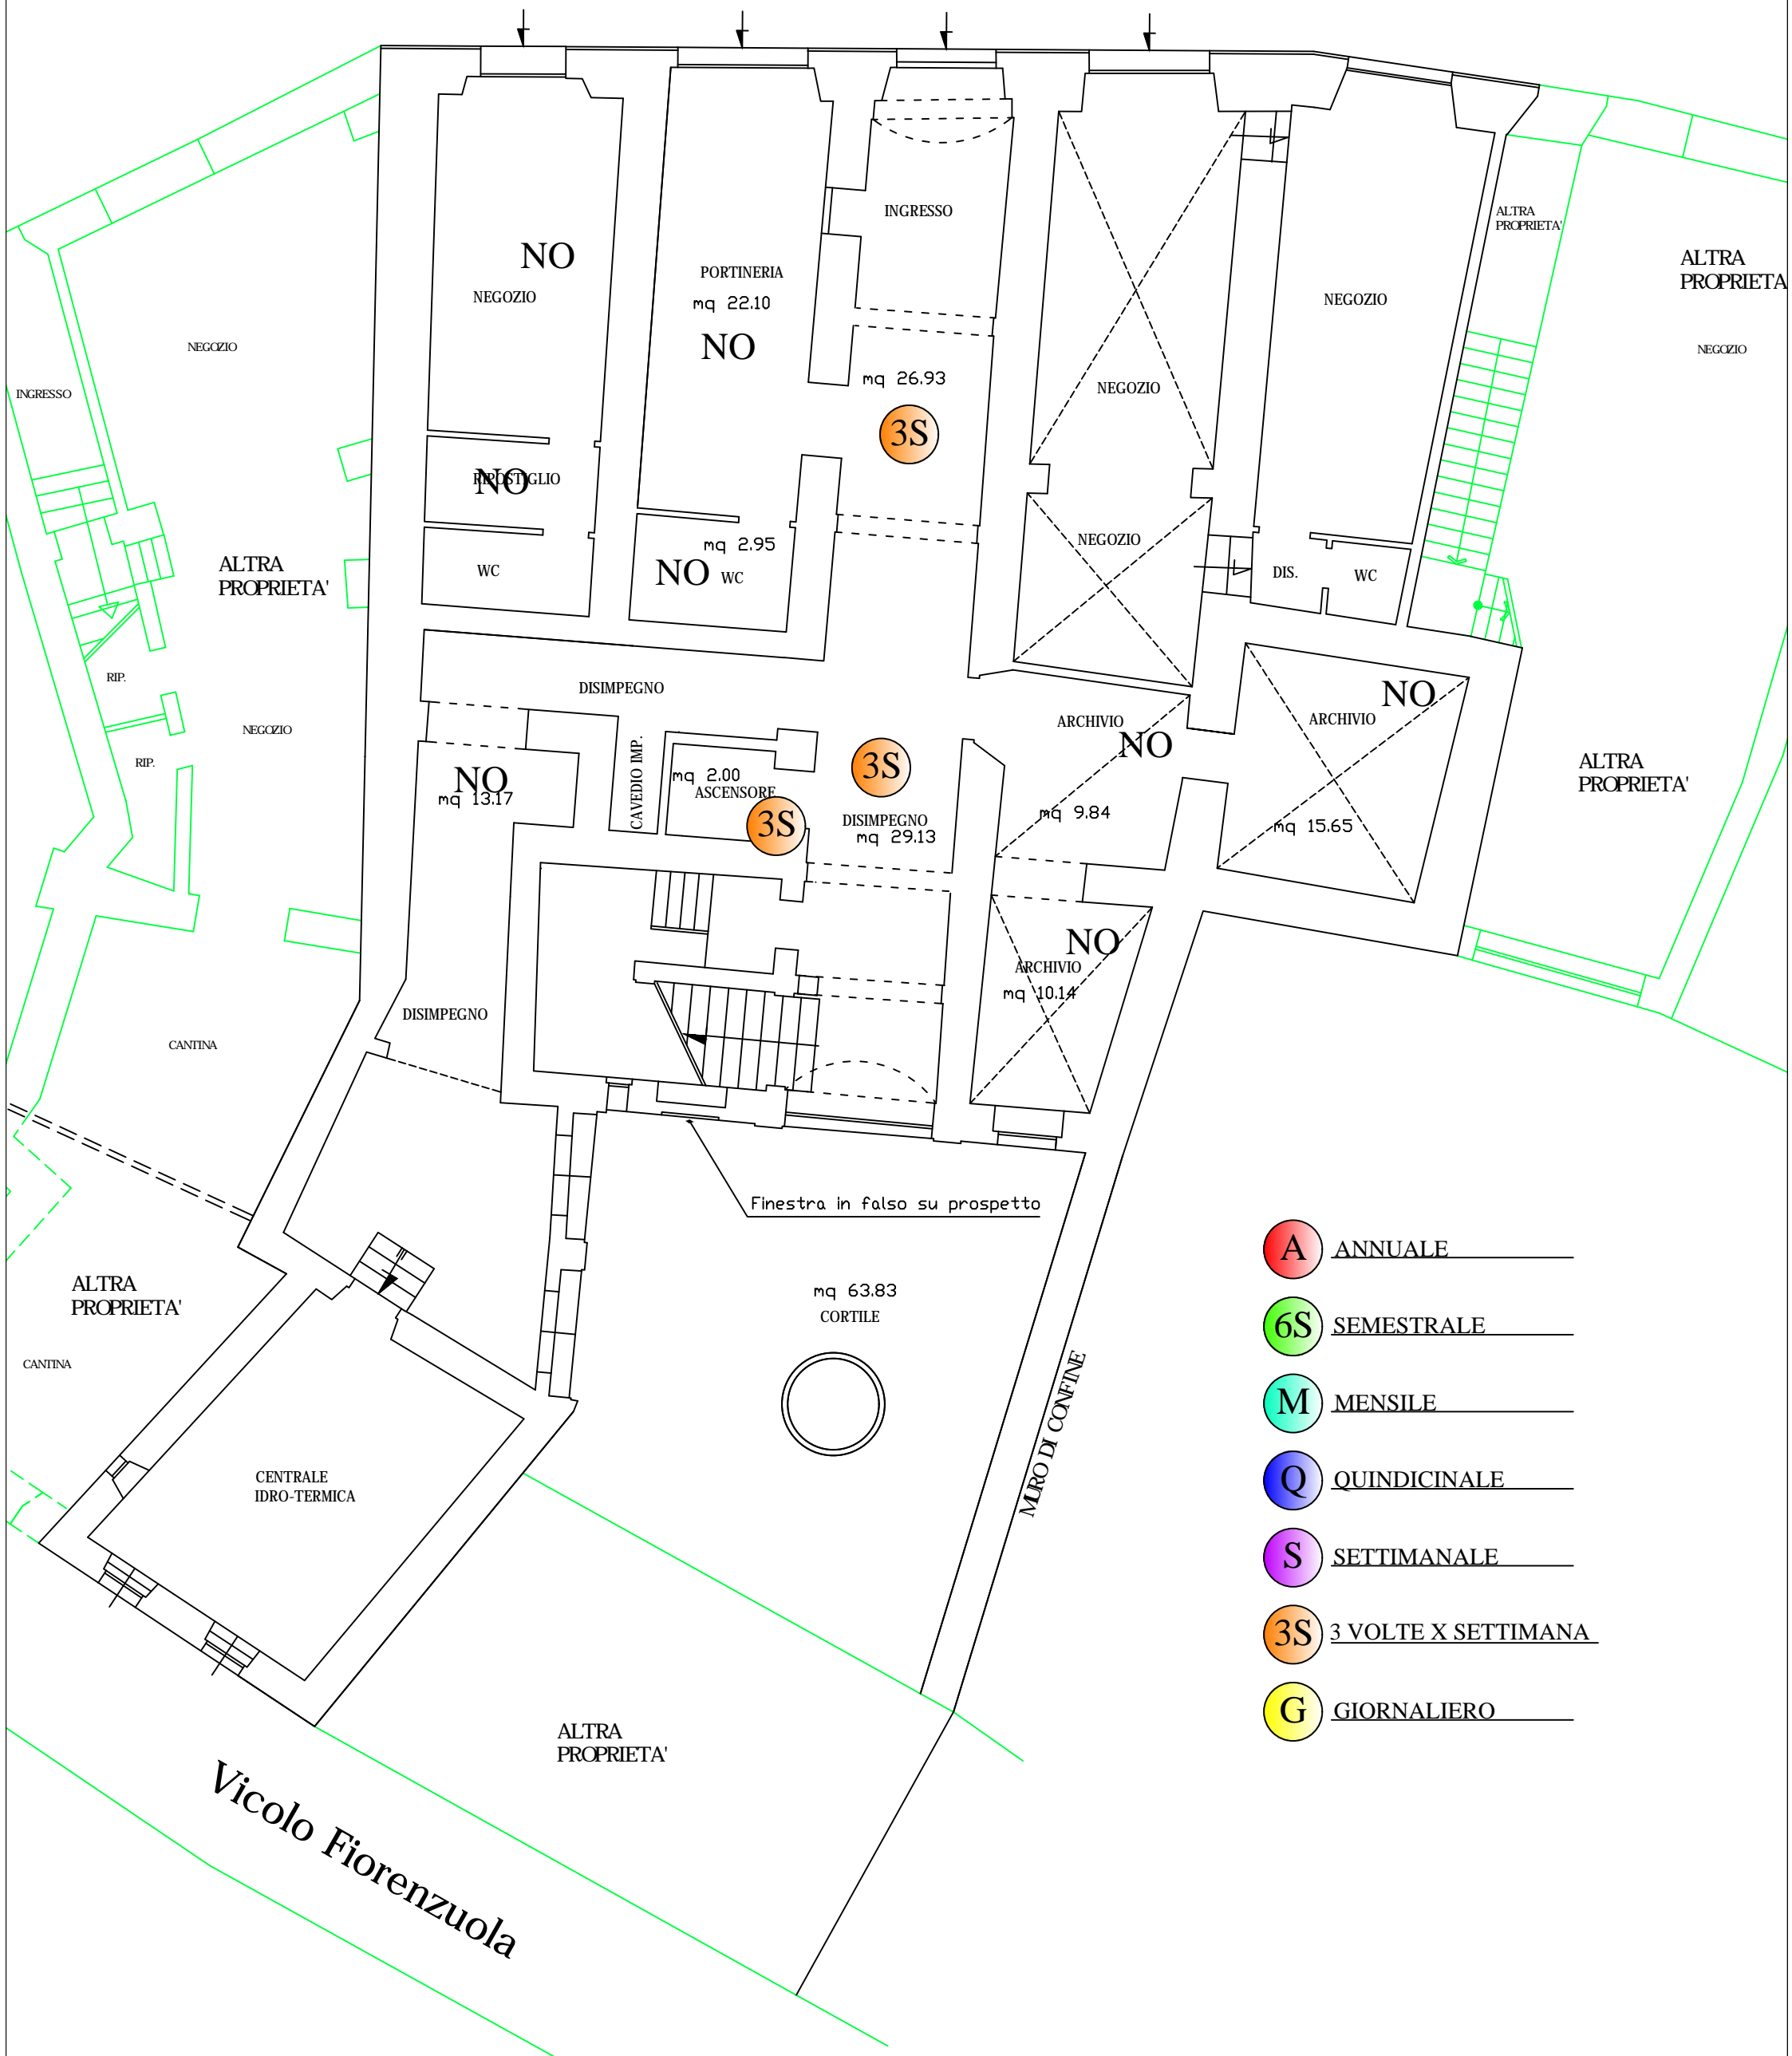 INGRESSO
ALTRA
PROPRIETA'
ALTRA
PROPRIETA'
NO
NEGOZIO
PORTINERIA
mq 22.10
NO
NEGOZIO
NEGOZIO
NEGOZIO
INGRESSO
mq 26.93
3S
NEGOZIO
NO
RIPOSTIGLIO
WC
mq 2.95
NO
WC
NEGOZIO
DIS.
WC
ALTRA
PROPRIETA'
RIP.
NEGOZIO
RIP.
DISIMPEGNO
ARCHIVIO
NO
ARCHIVIO
NO
NO
mq 13.17
CAVEDIO IMP.
mq 2.00
ASCENSORE
3S
3S
DISIMPEGNO
mq 29.13
mq 9.84
mq 15.65
ALTRA
PROPRIETA'
NO
ARCHIVIO
mq 10.14
DISIMPEGNO
CANTINA
Finestra in falso su prospetto
mq 63.83
CORTILE
MURO DI CONFINE
ALTRA
PROPRIETA'
CANTINA
CENTRALE
IDRO-TERMICA
A ANNUALE
6S SEMESTRALE
M MENSILE
Q QUINDICINALE
S SETTIMANALE
3S 3 VOLTE X SETTIMANA
G GIORNALIERO
ALTRA
PROPRIETA'
Vicolo Fiorenzuola